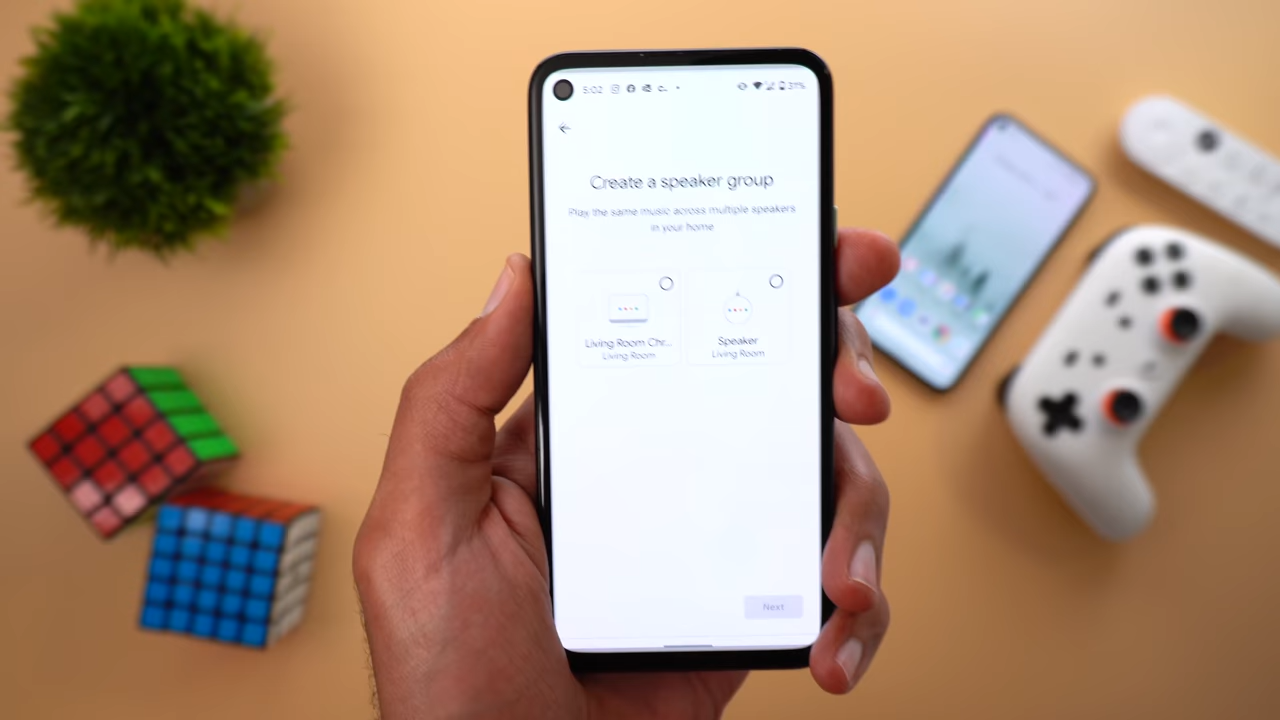 5:02
31%
Create a speaker group
Play the same music across multiple speakers
in your home
Living Room Chr...
Living Room
Speaker
Living Room
Next